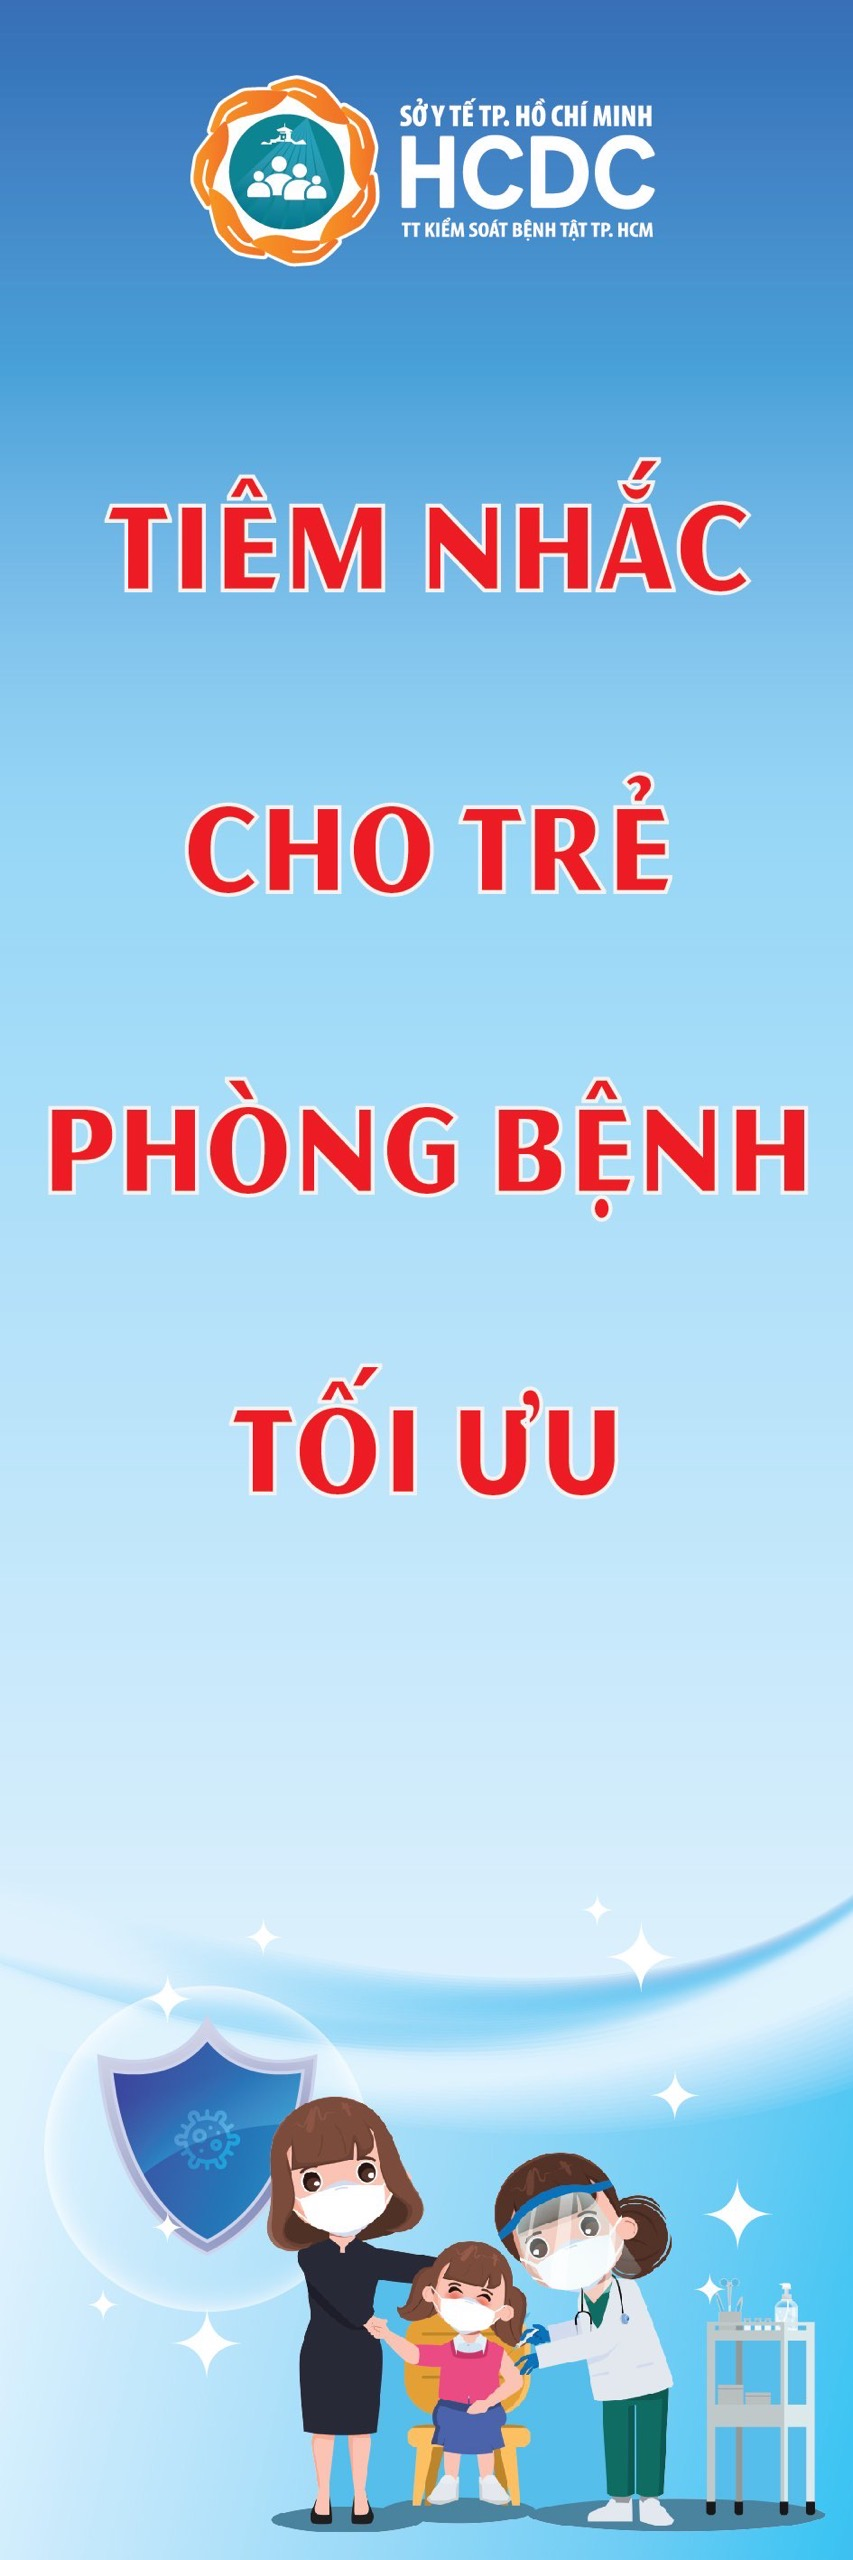 SỞ Y TẾ TP. HỒ CHÍ MINH
HCDC
TT KIỂM SOÁT BỆNH TẬT TP. HCM
TIÊM NHẮC
CHO TRẺ
PHÒNG BỆNH
TỐI ƯU